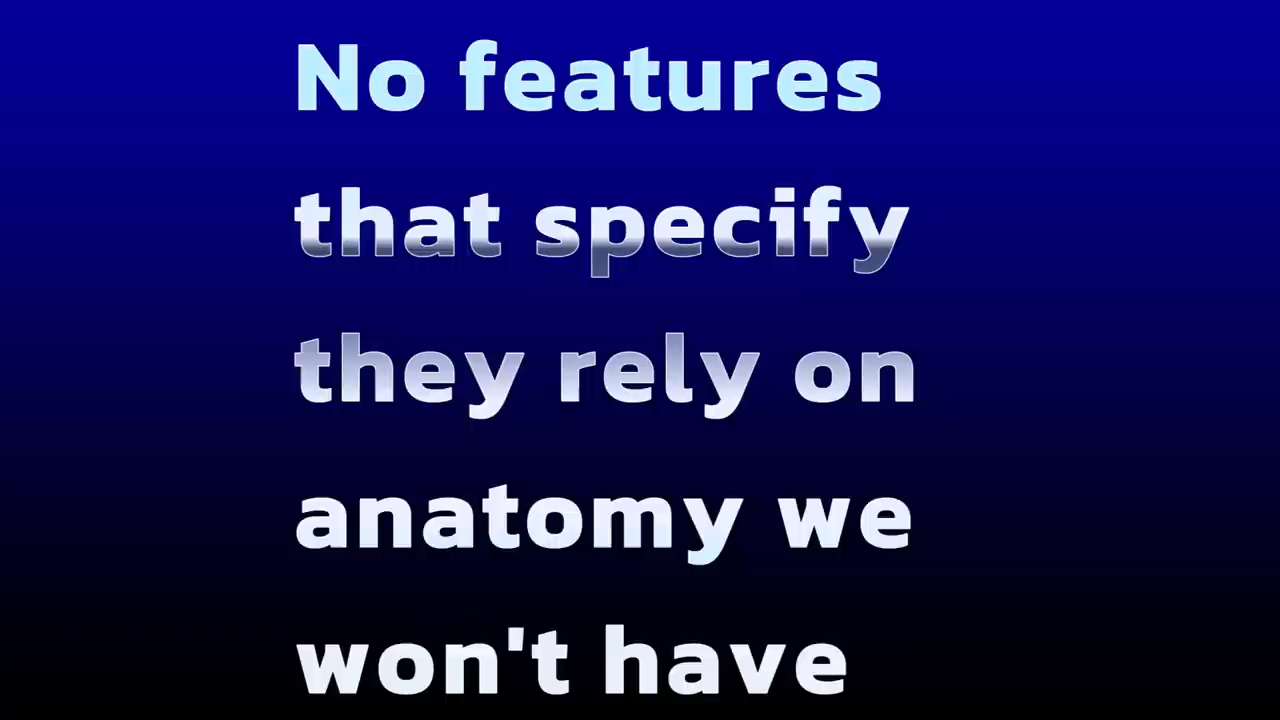 No features
that specify
they rely on
anatomy we
won't have